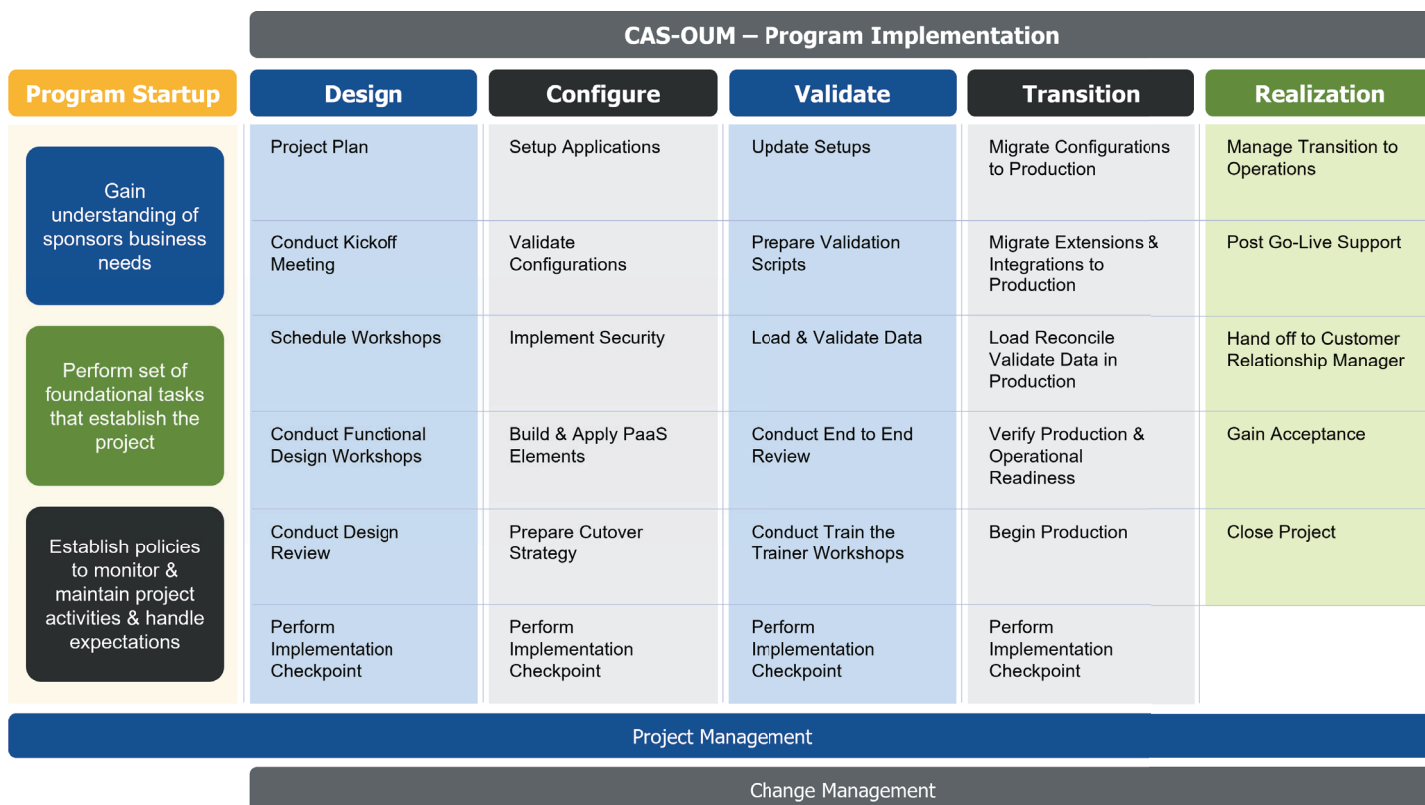 CAS-OUM – Program Implementation
Program Startup
Design
Configure
Validate
Transition
Realization
Gain
understanding of
sponsors business
needs
Perform set of
foundational tasks
that establish the
project
Establish policies
to monitor &
maintain project
activities & handle
expectations
Project Plan
Conduct Kickoff
Meeting
Schedule Workshops
Conduct Functional
Design Workshops
Conduct Design
Review
Perform
Implementation
Checkpoint
Setup Applications
Validate
Configurations
Implement Security
Build & Apply PaaS
Elements
Prepare Cutover
Strategy
Perform
Implementation
Checkpoint
Update Setups
Prepare Validation
Scripts
Load & Validate Data
Conduct End to End
Review
Conduct Train the
Trainer Workshops
Perform
Implementation
Checkpoint
Migrate Configurations
to Production
Migrate Extensions &
Integrations to
Production
Load Reconcile
Validate Data in
Production
Verify Production &
Operational
Readiness
Begin Production
Perform
Implementation
Checkpoint
Manage Transition to
Operations
Post Go-Live Support
Hand off to Customer
Relationship Manager
Gain Acceptance
Close Project
Project Management
Change Management